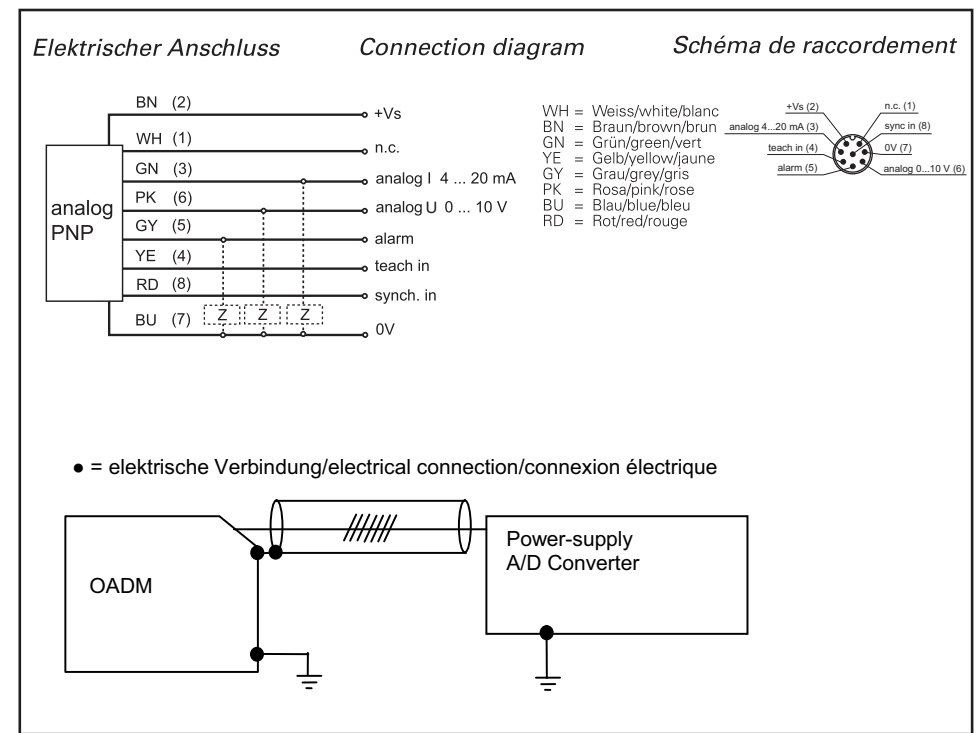 Elektrischer Anschluss Connection diagram Schéma de raccordement
BN (2)
+Vs
WH (1)
n.c.
GN (3)
analog I 4 ... 20 mA
PK (6)
analog U 0 ... 10 V
GY (5)
alarm
YE (4)
teach in
RD (8)
synch. in
BU (7)
0V
analog
PNP
Z Z Z
WH = Weiss/white/blanc
BN = Braun/brown/brun
GN = Grün/green/vert
YE = Gelb/yellow/jaune
GY = Grau/grey/gris
PK = Rosa/pink/rose
BU = Blau/blue/bleu
RD = Rot/red/rouge
+Vs (2)
n.c. (1)
analog 4...20 mA (3)
sync in (8)
teach in (4)
0V (7)
alarm (5)
analog 0...10 V (6)
● = elektrische Verbindung/electrical connection/connexion électrique
OADM
Power-supply
A/D Converter